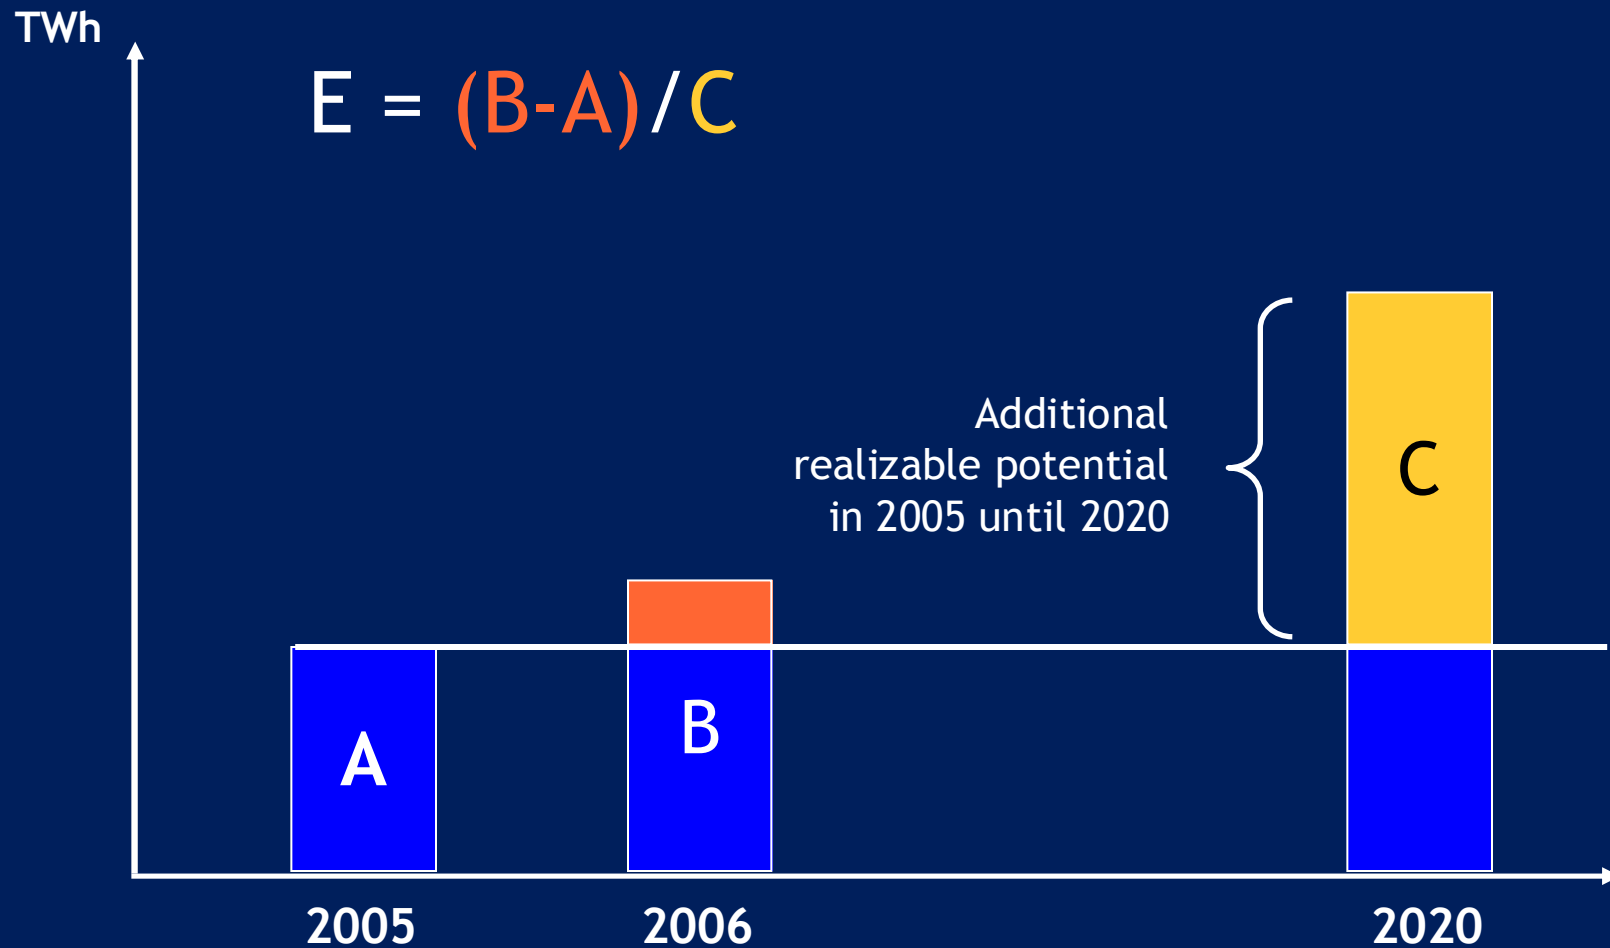 TWh
E = (B-A)/C
Additional
realizable potential
in 2005 until 2020
C
B
A
2005
2006
2020